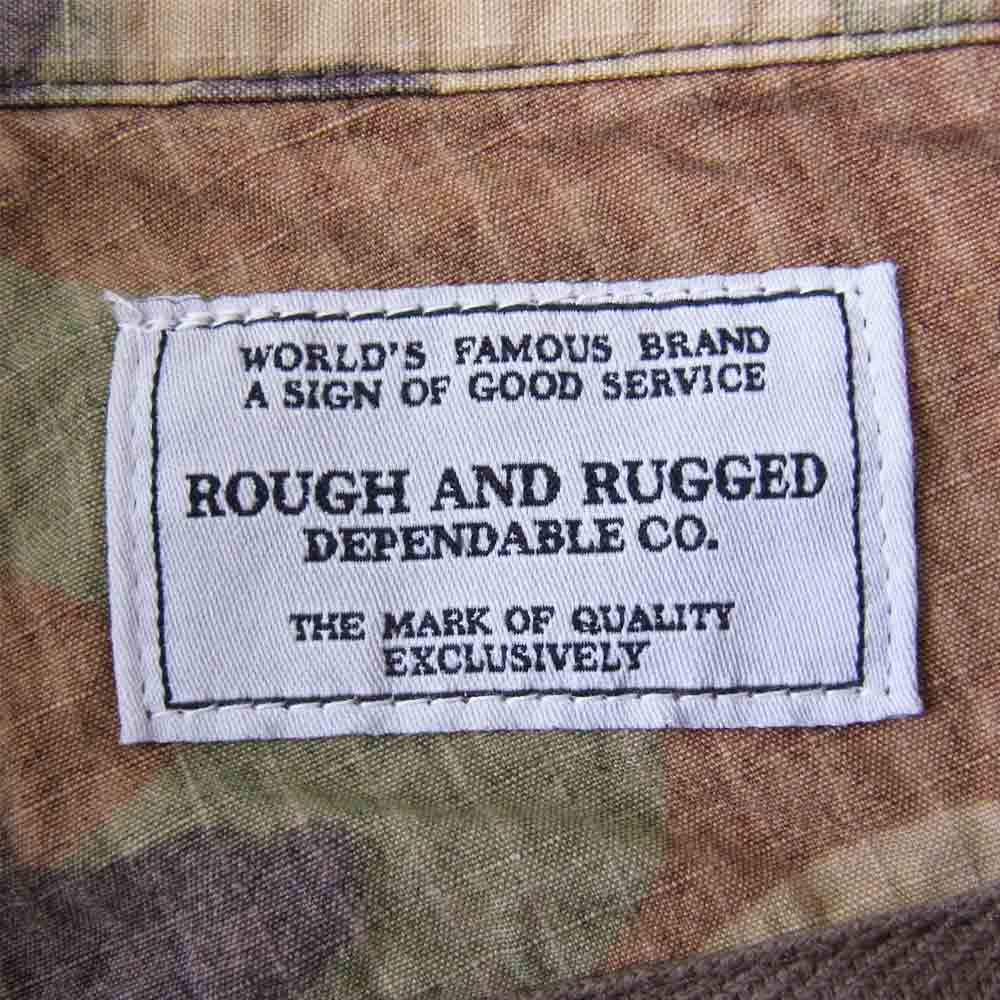 WORLD'S FAMOUS BRAND
A SIGN OF GOOD SERVICE
ROUGH AND RUGGED
DEPENDABLE CO.
THE MARK OF QUALITY
EXCLUSIVELY